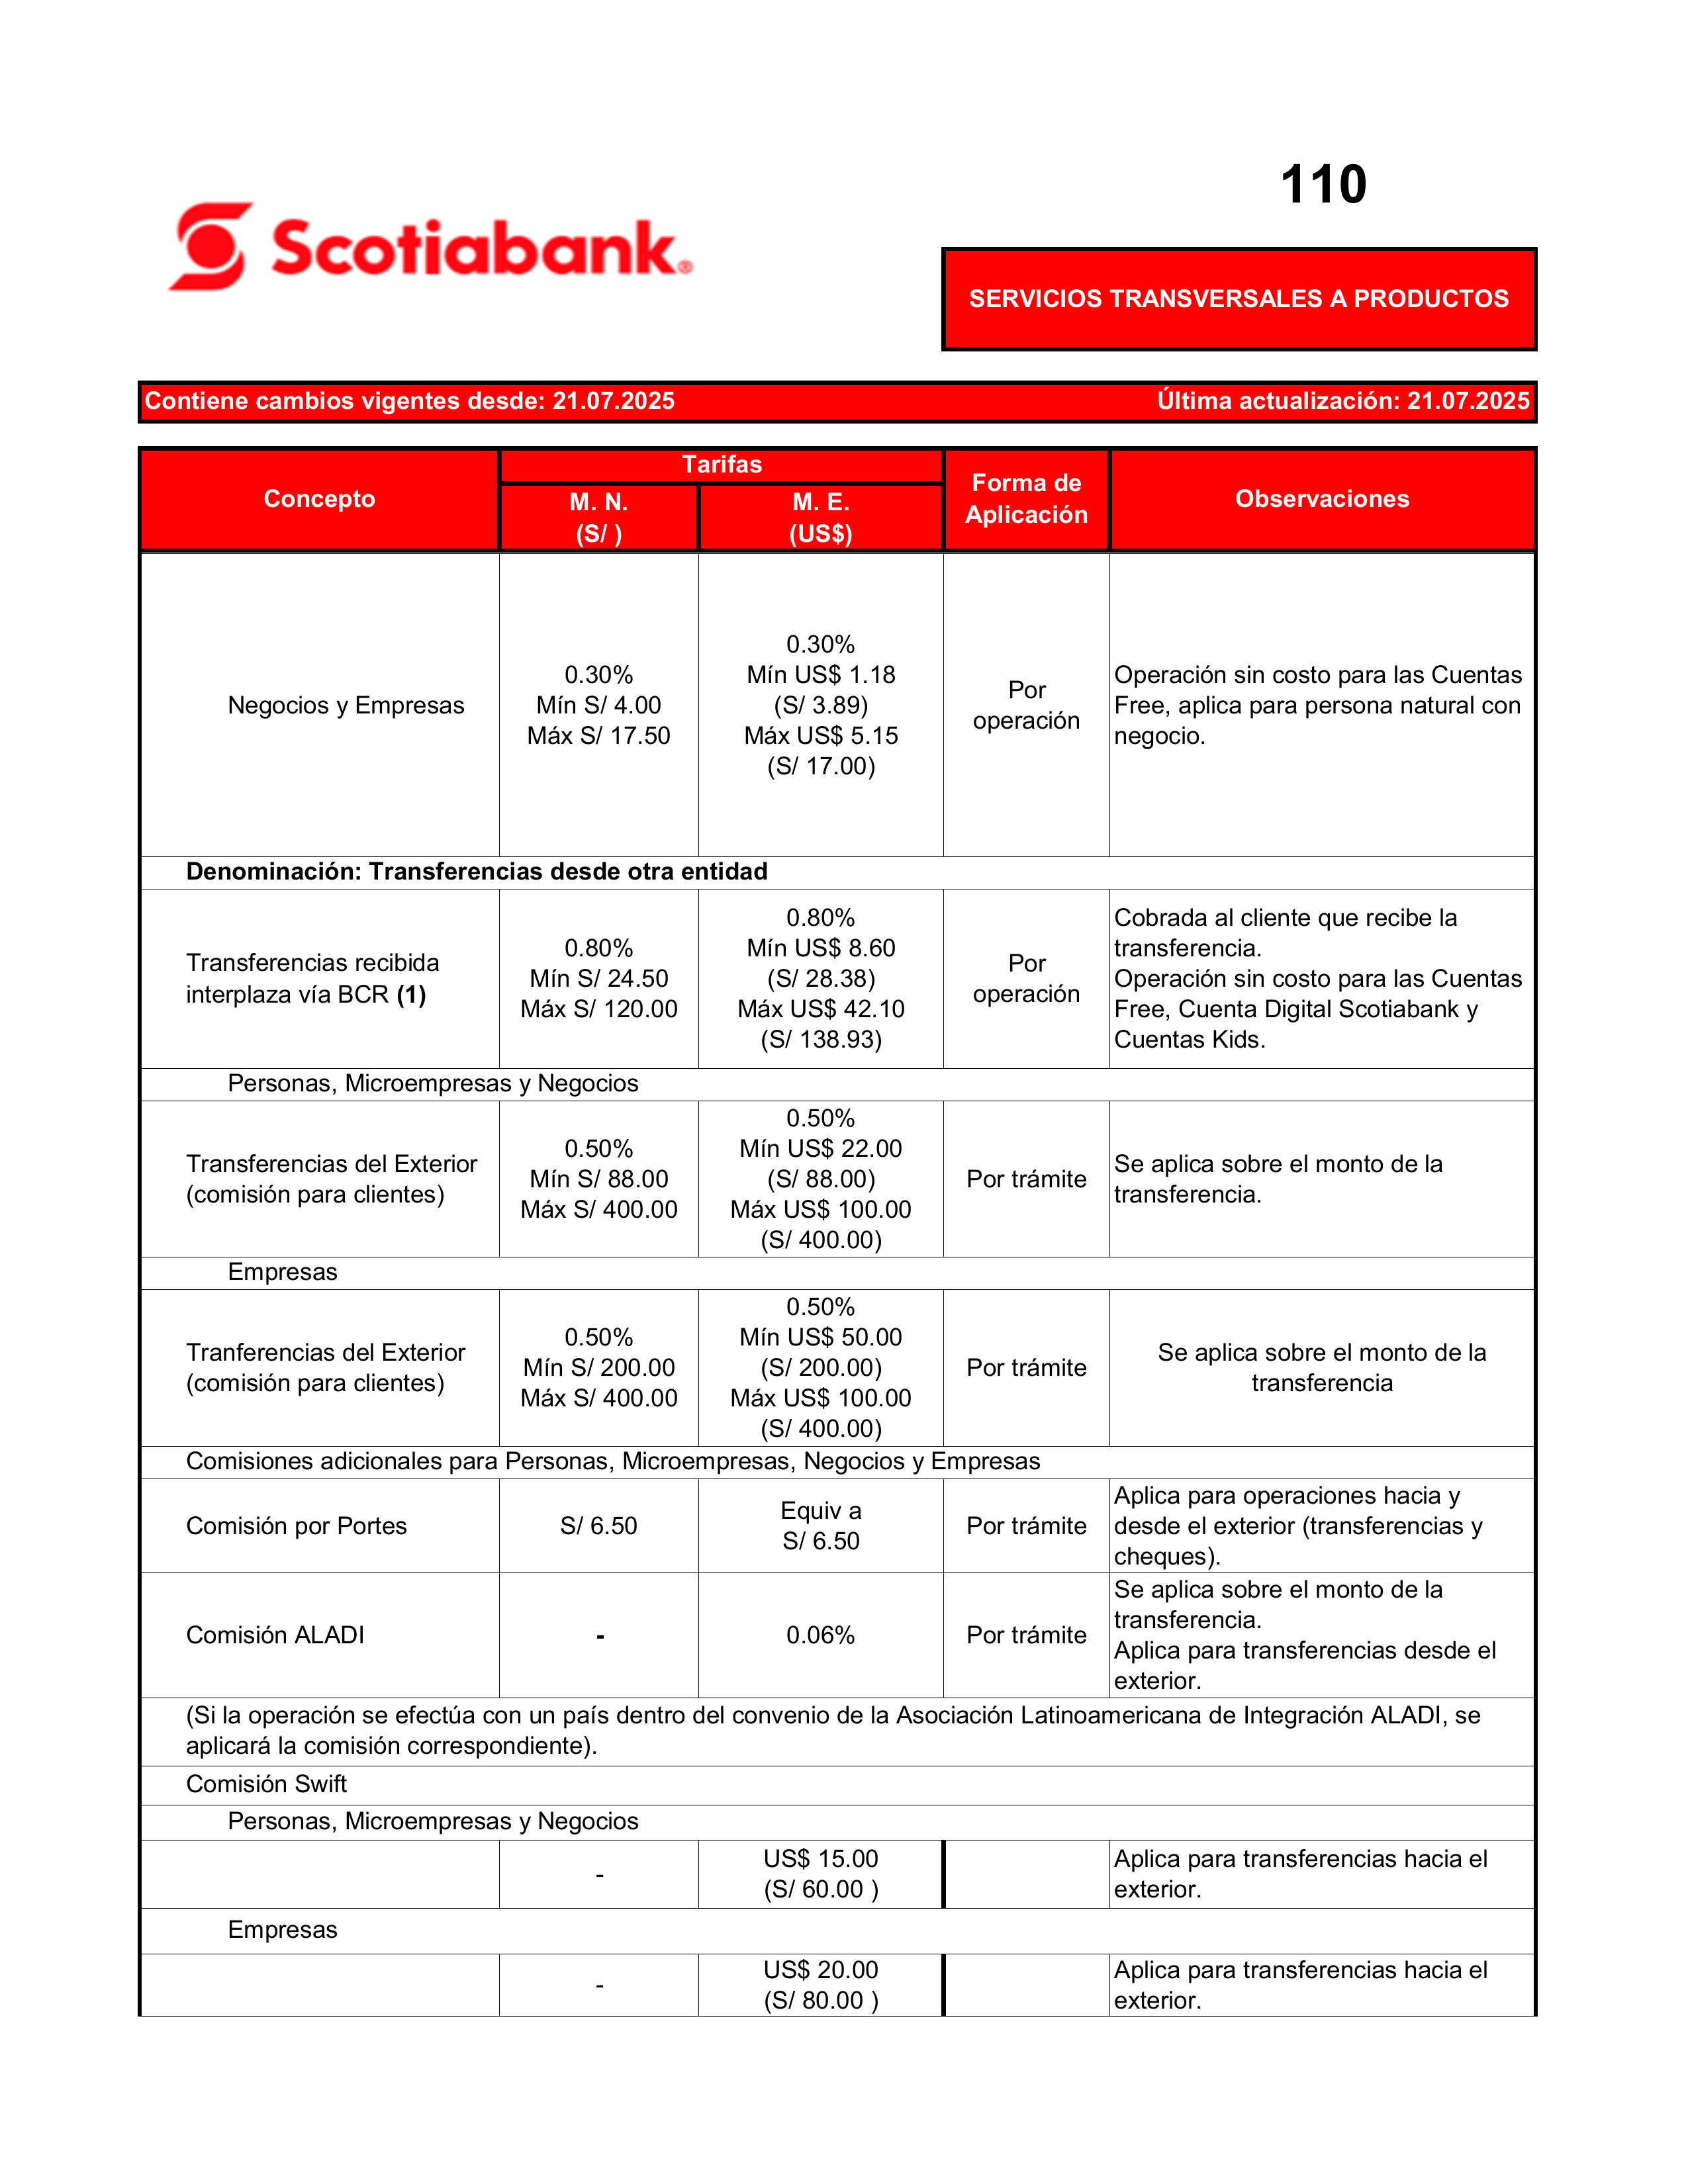 110
Scotiabank®
SERVICIOS TRANSVERSALES A PRODUCTOS
Contiene cambios vigentes desde: 21.07.2025 Última actualización: 21.07.2025
Concepto
Tarifas
M. N.
(S/ )
M. E.
(US$)
Forma de
Aplicación
Observaciones
Negocios y Empresas
0.30%
Mín S/ 4.00
Máx S/ 17.50
0.30%
Mín US$ 1.18
(S/ 3.89)
Máx US$ 5.15
(S/ 17.00)
Por
operación
Operación sin costo para las Cuentas
Free, aplica para persona natural con
negocio.
Denominación: Transferencias desde otra entidad
Transferencias recibida
interplaza vía BCR (1)
0.80%
Mín S/ 24.50
Máx S/ 120.00
0.80%
Mín US$ 8.60
(S/ 28.38)
Máx US$ 42.10
(S/ 138.93)
Por
operación
Cobrada al cliente que recibe la
transferencia.
Operación sin costo para las Cuentas
Free, Cuenta Digital Scotiabank y
Cuentas Kids.
Personas, Microempresas y Negocios
Transferencias del Exterior
(comisión para clientes)
0.50%
Mín S/ 88.00
Máx S/ 400.00
0.50%
Mín US$ 22.00
(S/ 88.00)
Máx US$ 100.00
(S/ 400.00)
Por trámite
Se aplica sobre el monto de la
transferencia.
Empresas
Tranferencias del Exterior
(comisión para clientes)
0.50%
Mín S/ 200.00
Máx S/ 400.00
0.50%
Mín US$ 50.00
(S/ 200.00)
Máx US$ 100.00
(S/ 400.00)
Por trámite
Se aplica sobre el monto de la
transferencia
Comisiones adicionales para Personas, Microempresas, Negocios y Empresas
Comisión por Portes
S/ 6.50
Equiv a
S/ 6.50
Por trámite
Aplica para operaciones hacia y
desde el exterior (transferencias y
cheques).
Comisión ALADI
-
0.06%
Por trámite
Se aplica sobre el monto de la
transferencia.
Aplica para transferencias desde el
exterior.
(Si la operación se efectúa con un país dentro del convenio de la Asociación Latinoamericana de Integración ALADI, se
aplicará la comisión correspondiente).
Comisión Swift
Personas, Microempresas y Negocios
-
US$ 15.00
(S/ 60.00 )
Aplica para transferencias hacia el
exterior.
Empresas
-
US$ 20.00
(S/ 80.00 )
Aplica para transferencias hacia el
exterior.